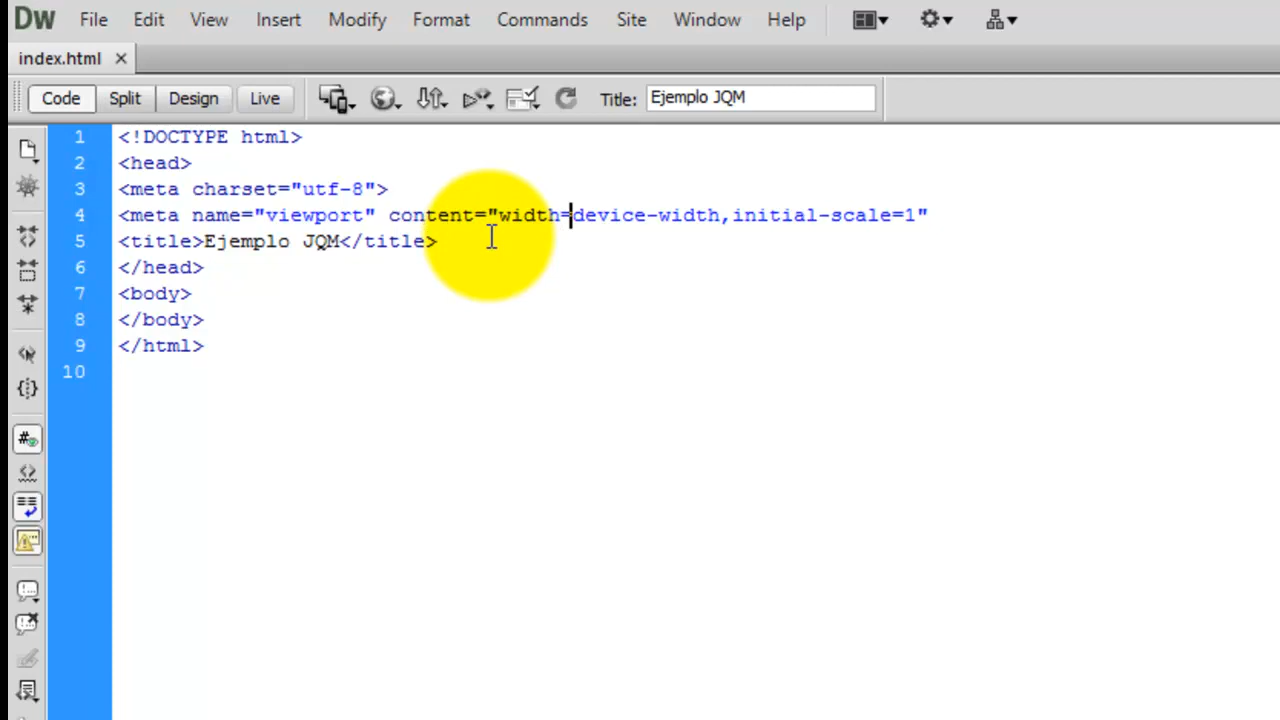 Dw File Edit View Insert Modify Format Commands Site Window Help
index.html
Code Split Design Live Title: Ejemplo JQM
1 <!DOCTYPE html>
2 <head>
3 <meta charset="utf-8">
4 <meta name="viewport" content="width=device-width,initial-scale=1"
5 <title>Ejemplo JQM</title>
6 </head>
7 <body>
8 </body>
9 </html>
10